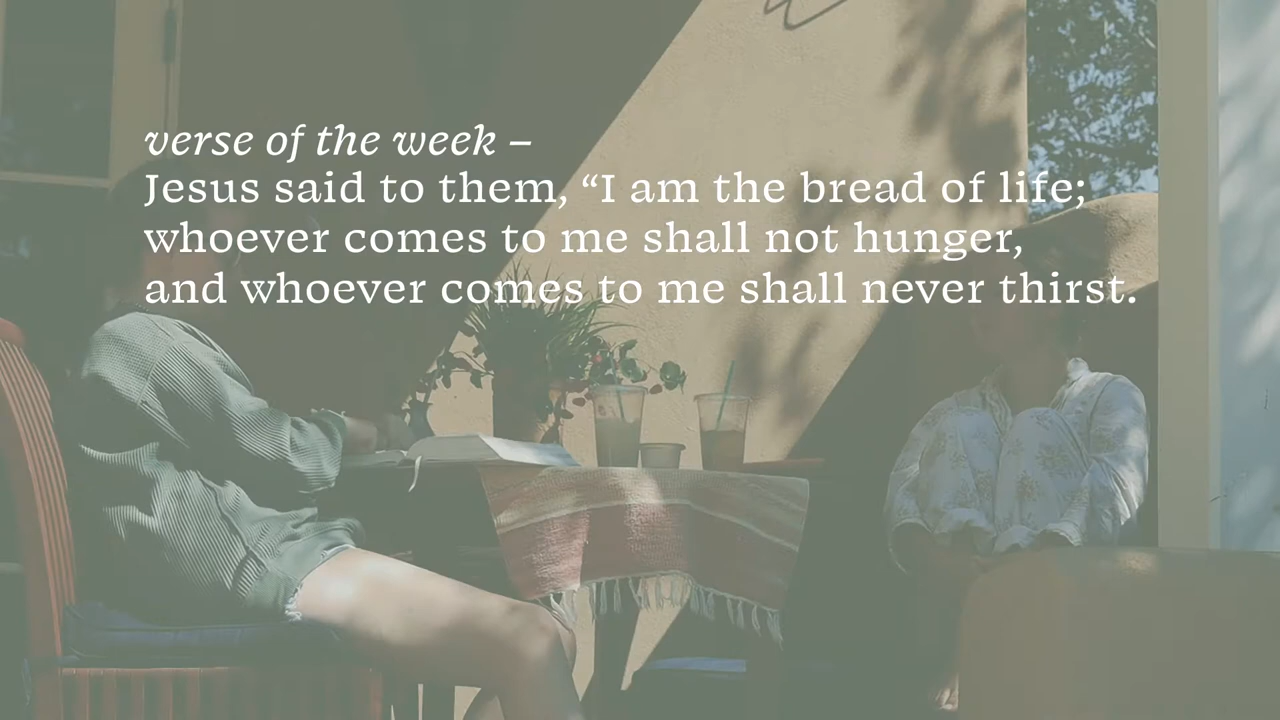 verse of the week –
Jesus said to them, “I am the bread of life;
whoever comes to me shall not hunger,
and whoever comes to me shall never thirst.